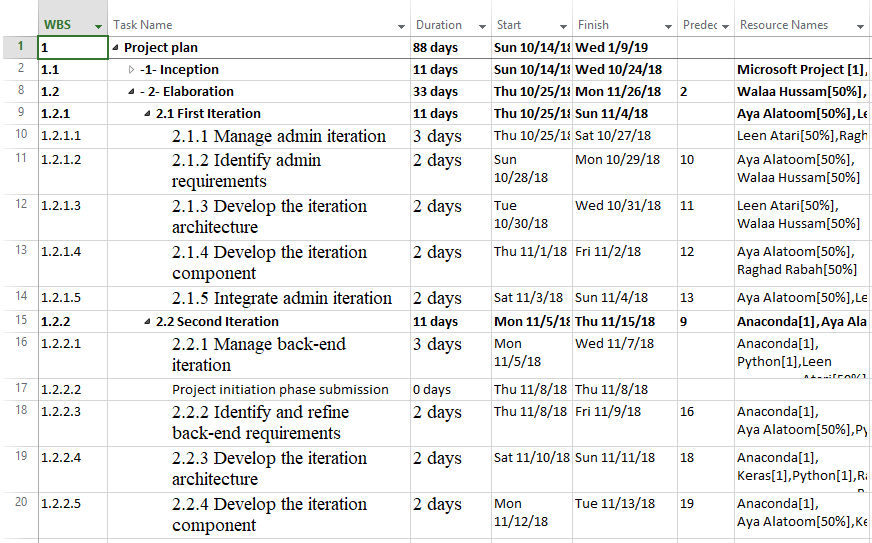 WBS Task Name Duration Start Finish Predec Resource Names
1 1 Project plan 88 days Sun 10/14/18 Wed 1/9/19
2 1.1 -1- Inception 11 days Sun 10/14/18 Wed 10/24/18 Microsoft Project [1],
8 1.2 - 2- Elaboration 33 days Thu 10/25/18 Mon 11/26/18 2 Walaa Hussam[50%],
9 1.2.1 2.1 First Iteration 11 days Thu 10/25/18 Sun 11/4/18 Aya Alatoom[50%],Le
10 1.2.1.1 2.1.1 Manage admin iteration 3 days Thu 10/25/18 Sat 10/27/18 Leen Atari[50%],Ragh
11 1.2.1.2 2.1.2 Identify admin 2 days Sun Mon 10/29/18 10 Aya Alatoom[50%],
requirements 10/28/18 Walaa Hussam[50%]
12 1.2.1.3 2.1.3 Develop the iteration 2 days Tue Wed 10/31/18 11 Leen Atari[50%],
architecture 10/30/18 Walaa Hussam[50%]
13 1.2.1.4 2.1.4 Develop the iteration 2 days Thu 11/1/18 Fri 11/2/18 12 Aya Alatoom[50%],
component Raghad Rabah[50%]
14 1.2.1.5 2.1.5 Integrate admin iteration 2 days Sat 11/3/18 Sun 11/4/18 13 Aya Alatoom[50%],Le
15 1.2.2 2.2 Second Iteration 11 days Mon 11/5/18 Thu 11/15/18 9 Anaconda[1],Aya Ala
16 1.2.2.1 2.2.1 Manage back-end 3 days Mon Wed 11/7/18 Anaconda[1],
iteration 11/5/18 Python[1],Leen
Atari[50%]
17 1.2.2.2 Project initiation phase submission 0 days Thu 11/8/18 Thu 11/8/18
18 1.2.2.3 2.2.2 Identify and refine 2 days Thu 11/8/18 Fri 11/9/18 16 Anaconda[1],
back-end requirements Aya Alatoom[50%],Py
19 1.2.2.4 2.2.3 Develop the iteration 2 days Sat 11/10/18 Sun 11/11/18 18 Anaconda[1],
architecture Keras[1],Python[1],Ra
20 1.2.2.5 2.2.4 Develop the iteration 2 days Mon Tue 11/13/18 19 Anaconda[1],
component 11/12/18 Aya Alatoom[50%],Ke